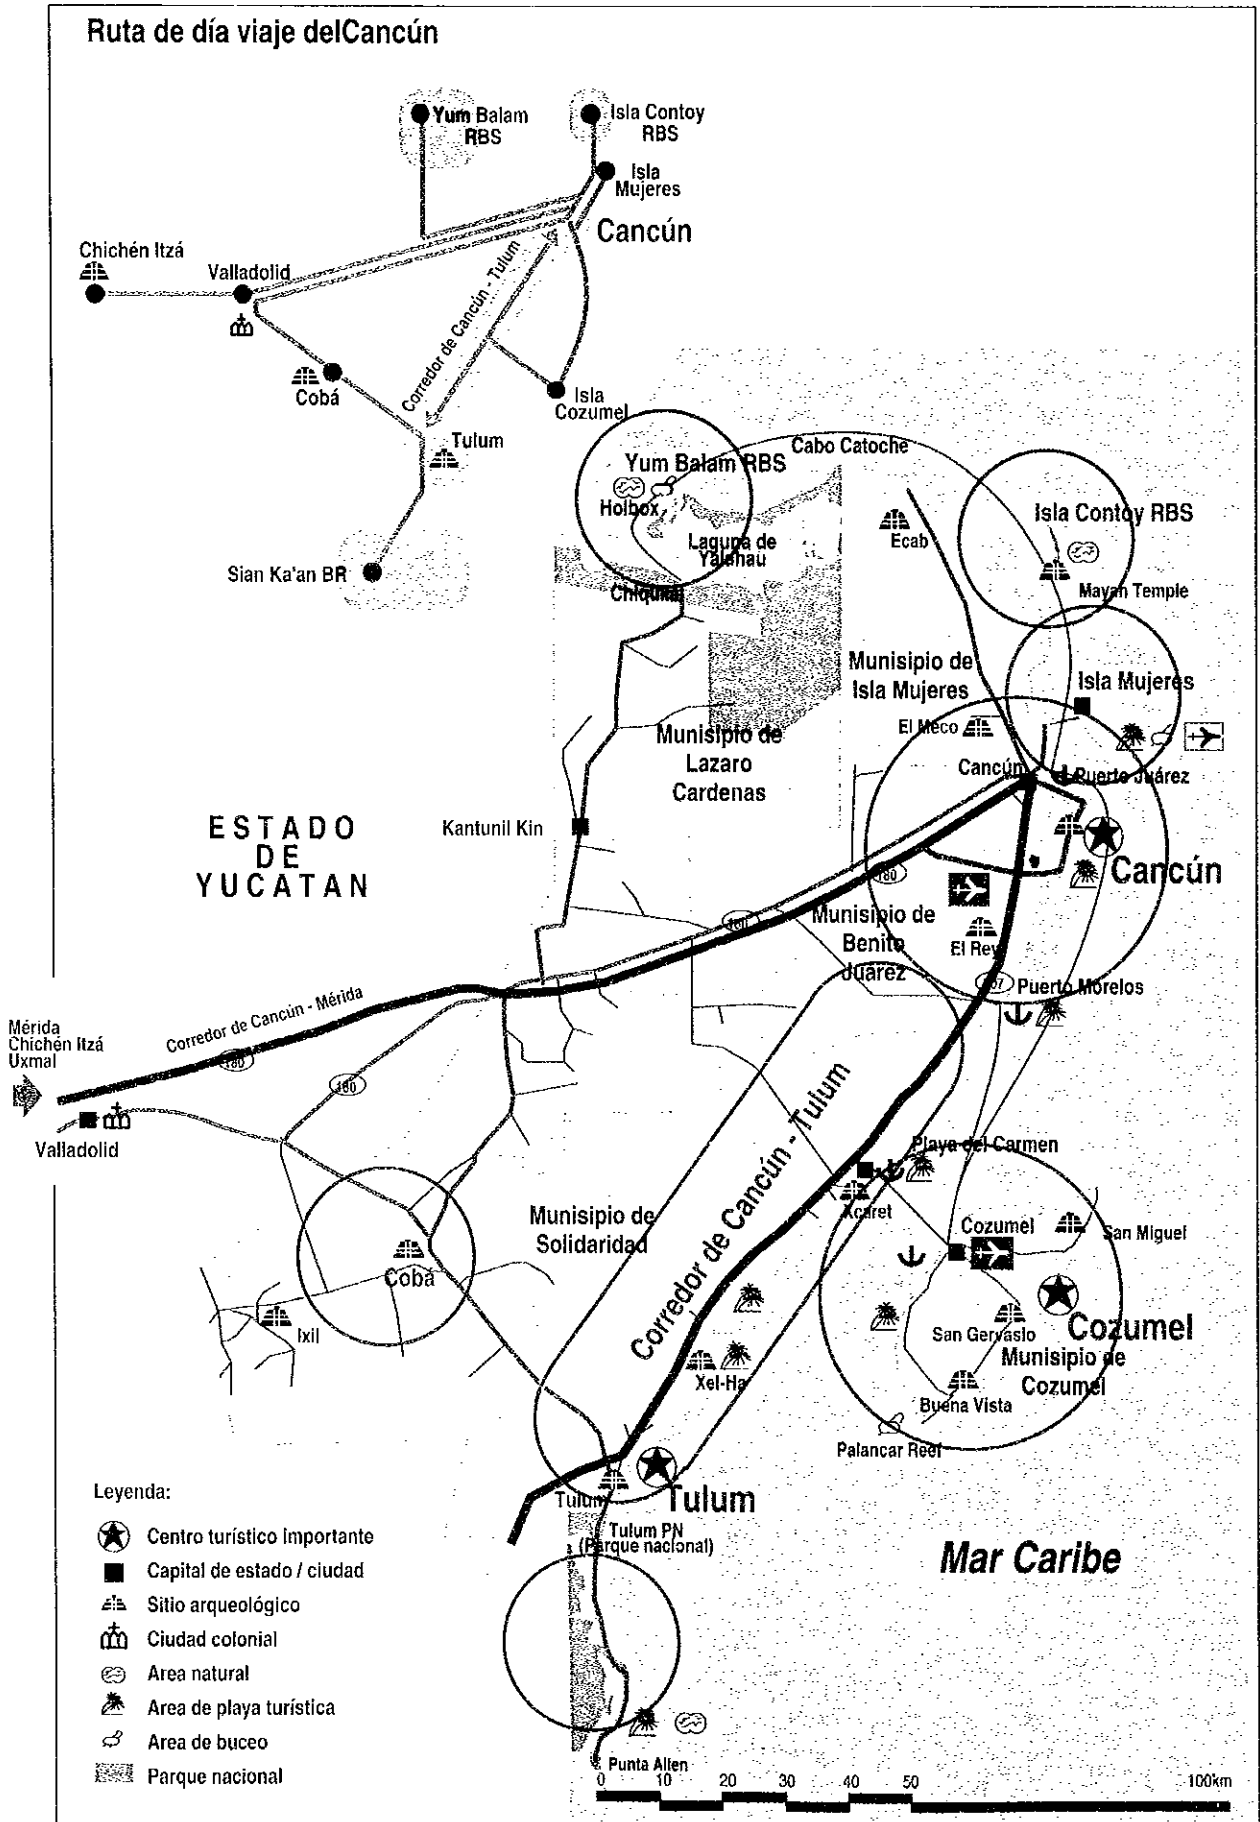 Ruta de día viaje delCancún
Yum Balam
RBS
Isla Contoy
RBS
Isla
Mujeres
Cancún
Chichén Itzá
Valladolid
Corredor de Cancún - Tulum
Cobá
Isla
Cozumel
Tulum
Sian Ka'an BR
Cabo Catoche
Yum Balam RBS
Holbox
Laguna de
Yalahau
Chiquilá
Ecab
Isla Contoy RBS
Mayan Temple
Munisipio de
Isla Mujeres
Isla Mujeres
El Meco
Munisipio de
Lazaro
Cardenas
Cancún
Puerto Juárez
Kantunil Kin
ESTADO
DE
YUCATAN
Cancún
180
180
Munisipio de
Benito
Juárez
El Rey
307
Puerto Morelos
Corredor de Cancún - Mérida
Mérida
Chichén Itzá
Uxmal
180
180
Valladolid
Corredor de Cancún - Tulum
Playa del Carmen
Xcaret
Munisipio de
Solidaridad
Cozumel
San Miguel
Cobá
Ixil
San Gervasio
Cozumel
Munisipio de
Cozumel
Xel-Ha
Buena Vista
Palancar Reef
Tulum
Tulum
Tulum PN
(Parque nacional)
Mar Caribe
Leyenda:
Centro turístico Importante
Capital de estado / ciudad
Sitio arqueológico
Ciudad colonial
Area natural
Area de playa turística
Area de buceo
Parque nacional
Punta Allen
0 10 20 30 40 50 100km